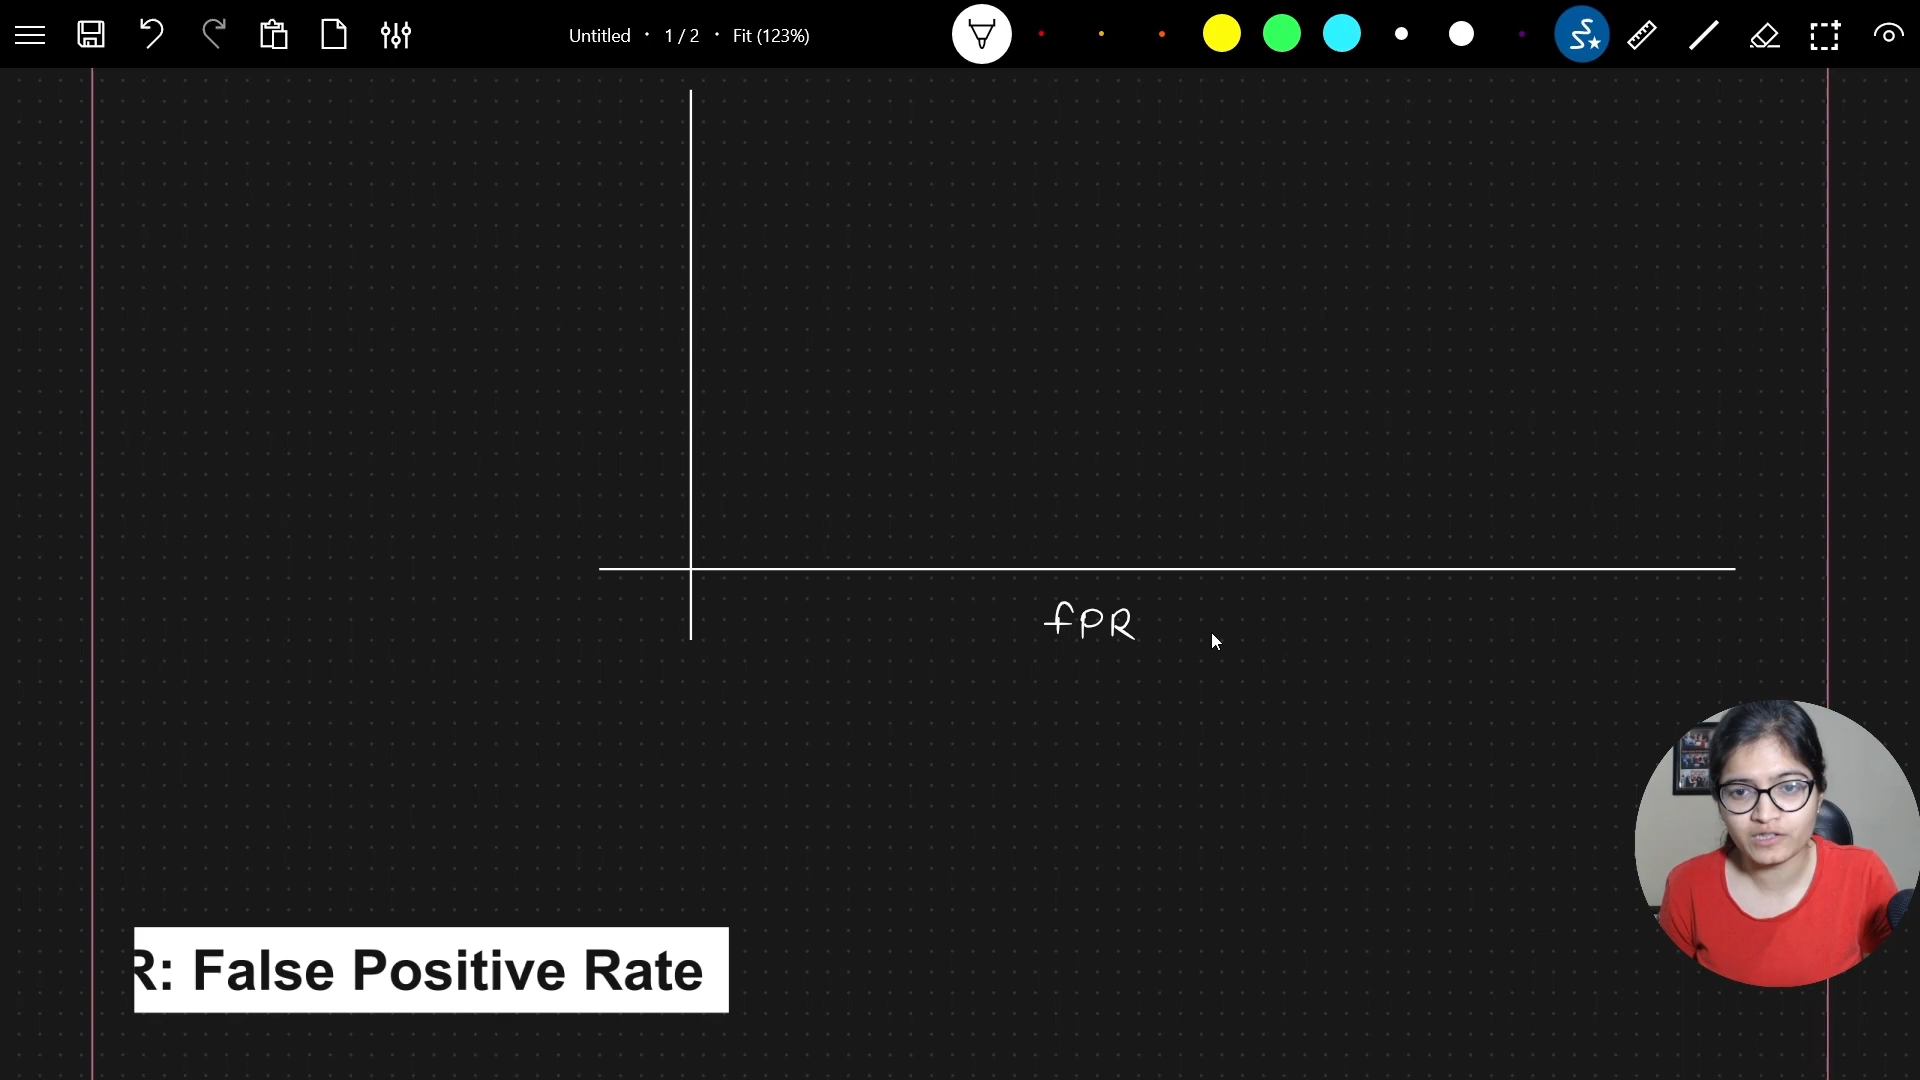 Untitled • 1 / 2 • Fit (123%)
fPR
R: False Positive Rate